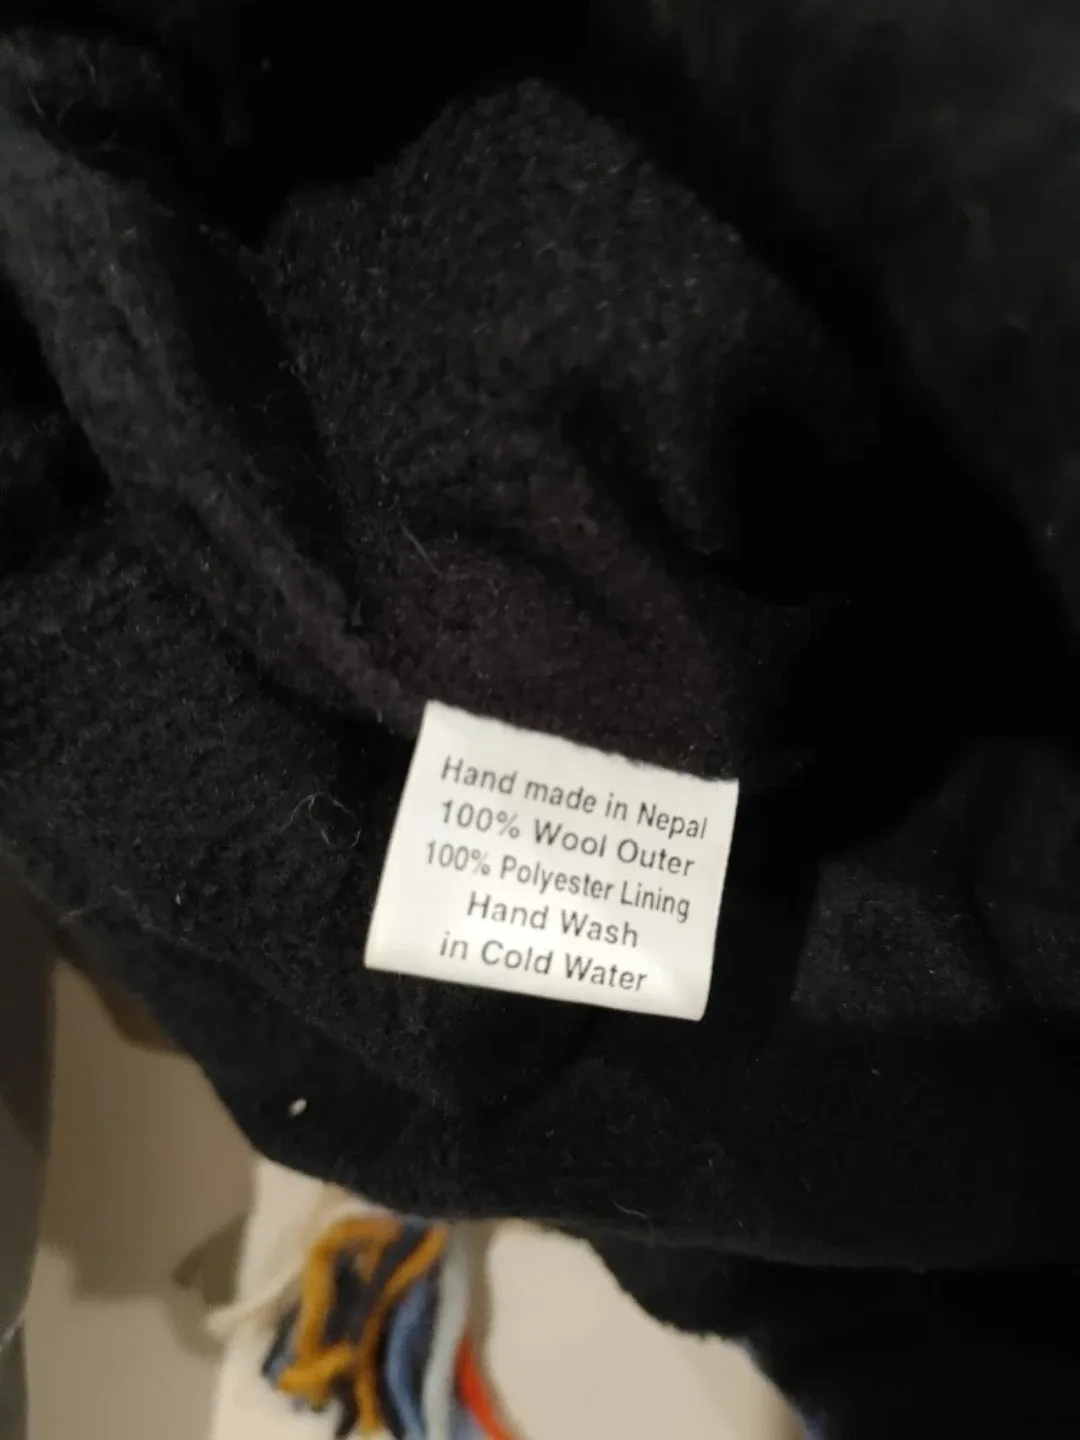 Hand made in Nepal
100% Wool Outer
100% Polyester Lining
Hand Wash
in Cold Water